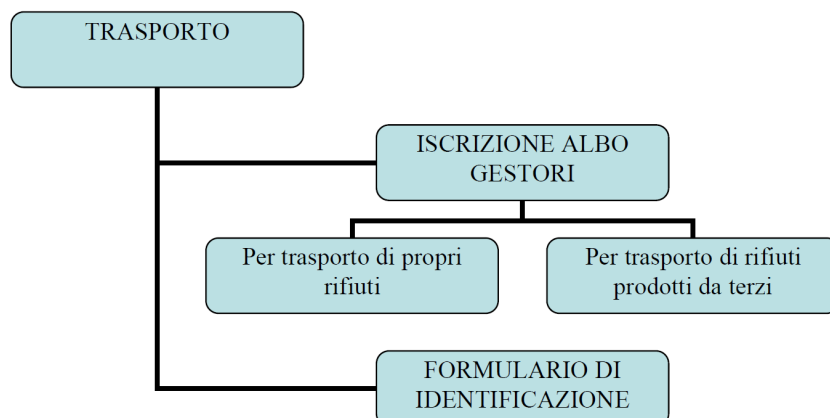 TRASPORTO
ISCRIZIONE ALBO
GESTORI
Per trasporto di propri
rifiuti
Per trasporto di rifiuti
prodotti da terzi
FORMULARIO DI
IDENTIFICAZIONE